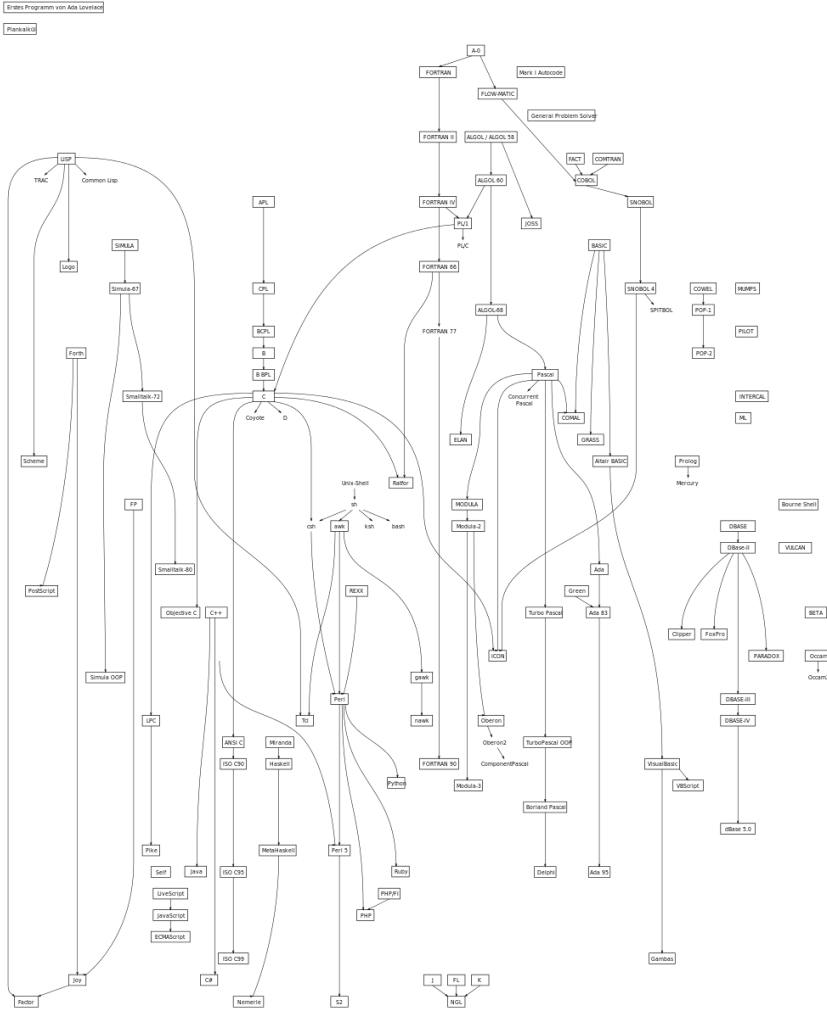 Erstes Programm von Ada Lovelace
Plankalkül
A-0
FORTRAN
Mark I Autocode
FLOW-MATIC
General Problem Solver
FORTRAN II
ALGOL / ALGOL 58
LISP
FACT
COMTRAN
TRAC
Common Lisp
ALGOL 60
COBOL
APL
FORTRAN IV
SNOBOL
PL/1
JOSS
SIMULA
PL/C
BASIC
Logo
FORTRAN 66
Simula-67
CPL
SNOBOL 4
COWEL
MUMPS
ALGOL-68
SPITBOL
POP-1
BCPL
FORTRAN 77
PILOT
Forth
B
POP-2
B BPL
Pascal
Smalltalk-72
C
Concurrent
Pascal
INTERCAL
Coyote
D
COMAL
ML
ELAN
GRASS
Scheme
Altair BASIC
Prolog
Unix-Shell
Ratfor
Mercury
FP
sh
MODULA
Bourne Shell
csh
awk
ksh
bash
Modula-2
DBASE
DBase-II
VULCAN
Smalltalk-80
Ada
PostScript
REXX
Green
Objective C
C++
Turbo Pascal
Ada 83
BETA
Clipper
FoxPro
ICON
PARADOX
Occam
Simula OOP
gawk
Occam2
Perl
DBASE-III
LPC
Tcl
nawk
Oberon
DBASE-IV
ANSI C
Miranda
Oberon2
TurboPascal OOP
ISO C90
Haskell
FORTRAN 90
ComponentPascal
VisualBasic
Python
Modula-3
VBScript
Borland Pascal
dBase 5.0
Pike
MetaHaskell
Perl 5
Self
Java
ISO C95
Ruby
Delphi
Ada 95
LiveScript
PHP/FI
JavaScript
PHP
ECMAScript
ISO C99
Gambas
Joy
C#
J
FL
K
Factor
Nemerle
S2
NGL